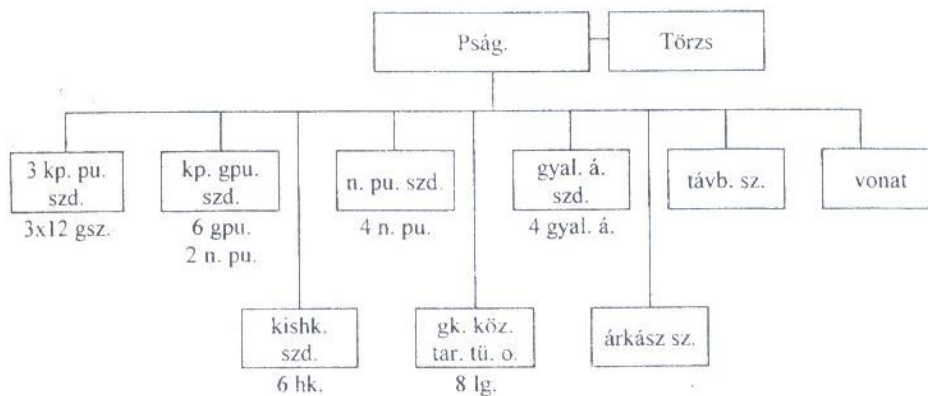 Pság.
Törzs
3 kp. pu.
szd.
3x12 gsz.
kp. gpu.
szd.
6 gpu.
2 n. pu.
n. pu. szd.
4 n. pu.
gyal. á.
szd.
4 gyal. á.
távb. sz.
vonat
kishk.
szd.
6 hk.
gk. köz.
tar. tü. o.
8 lg.
árkász sz.